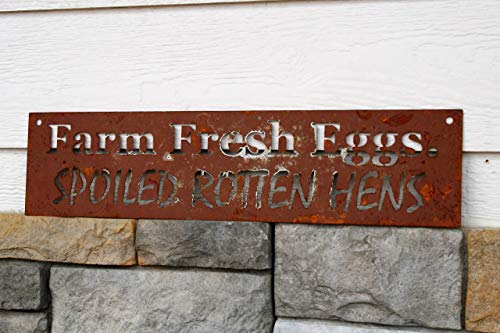 Farm Fresh Eggs.
SPOILED ROTTEN HENS